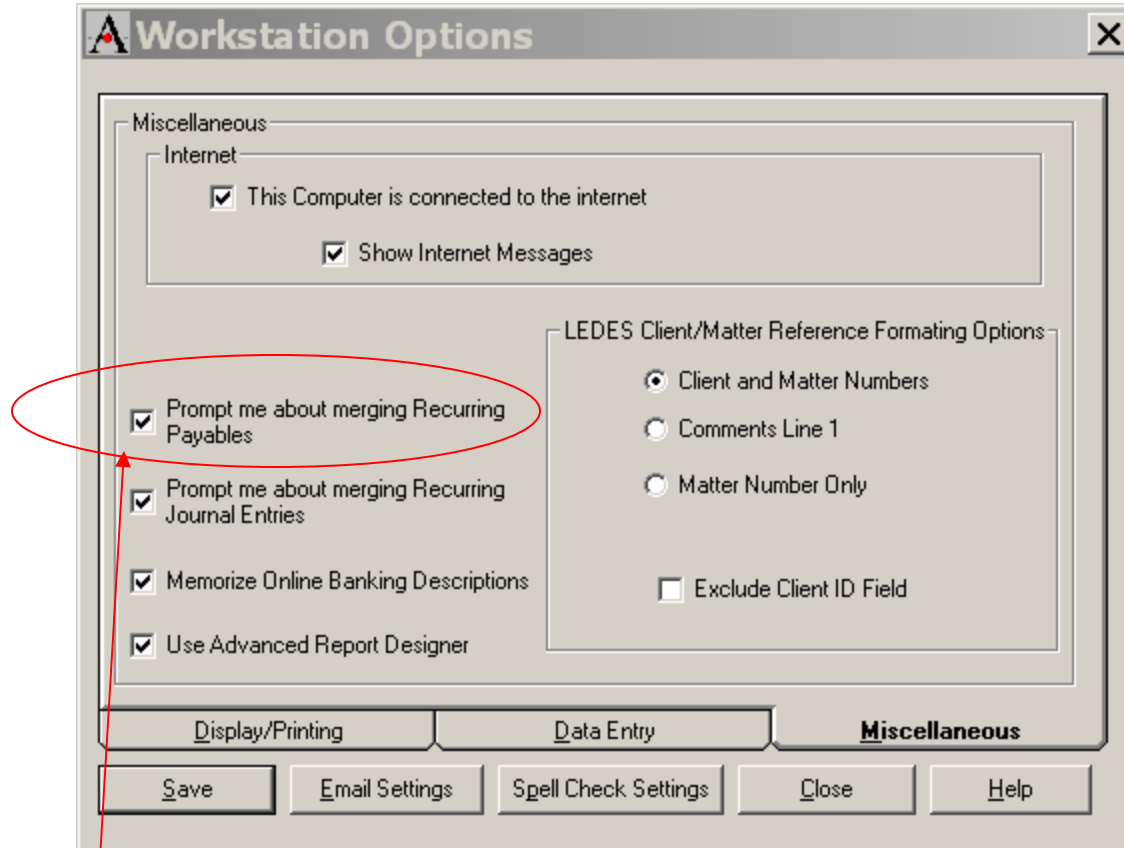 Workstation Options
Miscellaneous
Internet
This Computer is connected to the internet
Show Internet Messages
Prompt me about merging Recurring
Payables
Prompt me about merging Recurring
Journal Entries
Memorize Online Banking Descriptions
Use Advanced Report Designer
LEDES Client/Matter Reference Formating Options
Client and Matter Numbers
Comments Line 1
Matter Number Only
Exclude Client ID Field
Display/Printing
Data Entry
Miscellaneous
Save
Email Settings
Spell Check Settings
Close
Help